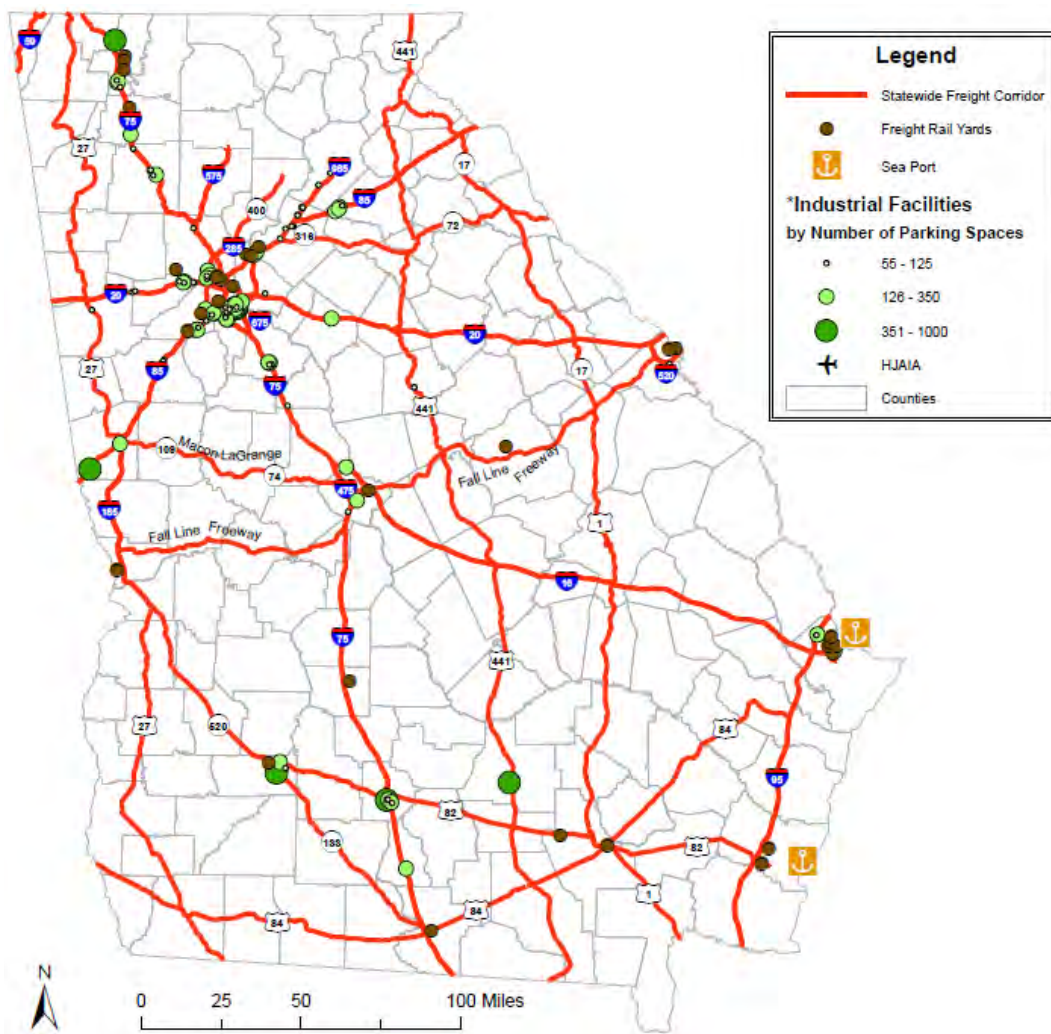 59
441
75
27
985
575
85
17
400
72
316
285
20
675
20
27
85
75
17
520
441
Macon-LaGrange
109
74
Fall Line Freeway
475
185
1
Fall Line Freeway
16
75
441
27
520
84
95
82
133
82
1
84
84
N
0 25 50 100 Miles
Legend
Statewide Freight Corridor
Freight Rail Yards
Sea Port
*Industrial Facilities
by Number of Parking Spaces
55 - 125
126 - 350
351 - 1000
HJAIA
Counties